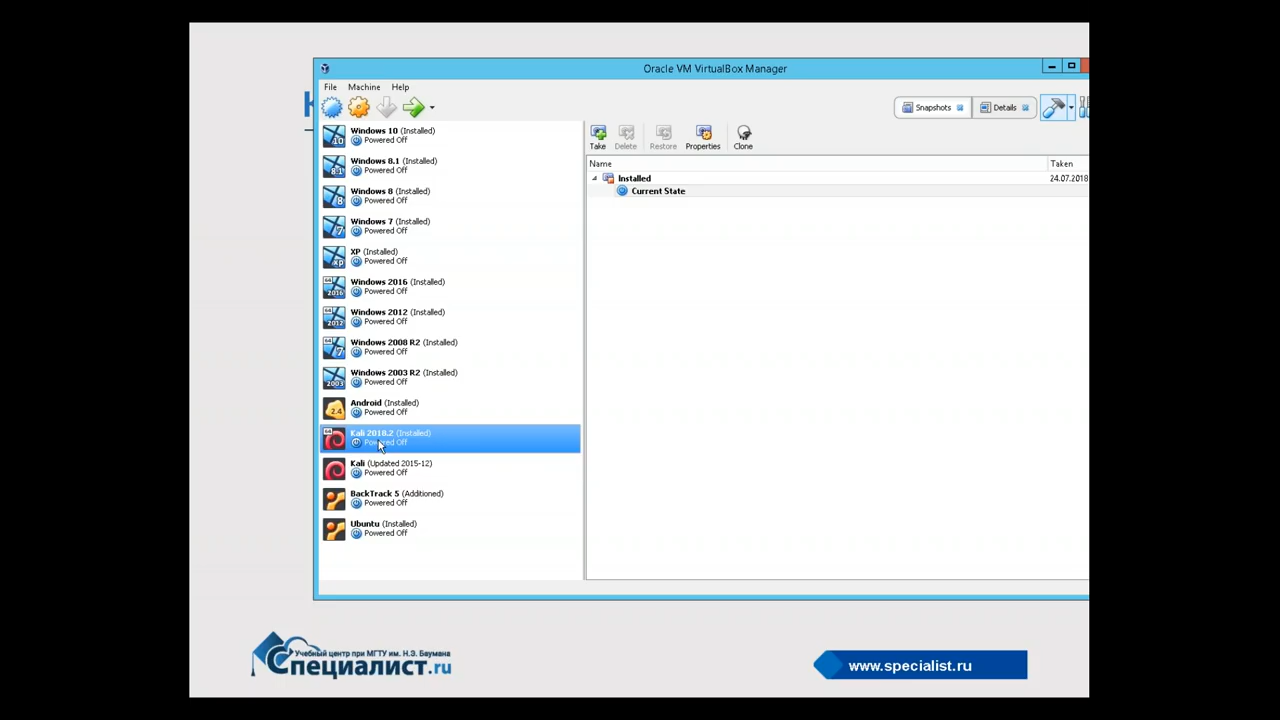 Oracle VM VirtualBox Manager
File Machine Help
Snapshots Details
Windows 10 (Installed)
Powered Off
Windows 8.1 (Installed)
Powered Off
Windows 8 (Installed)
Powered Off
Windows 7 (Installed)
Powered Off
XP (Installed)
Powered Off
Windows 2016 (Installed)
Powered Off
Windows 2012 (Installed)
Powered Off
Windows 2008 R2 (Installed)
Powered Off
Windows 2003 R2 (Installed)
Powered Off
Android (Installed)
Powered Off
Kali 2018.2 (Installed)
Powered Off
Kali (Updated 2015-12)
Powered Off
BackTrack 5 (Additioned)
Powered Off
Ubuntu (Installed)
Powered Off
Take Delete Restore Properties Clone
Name Taken
Installed 24.07.2018
Current State
Учебный центр при МГТУ им. Н.Э. Баумана
Специалист.ru
www.specialist.ru